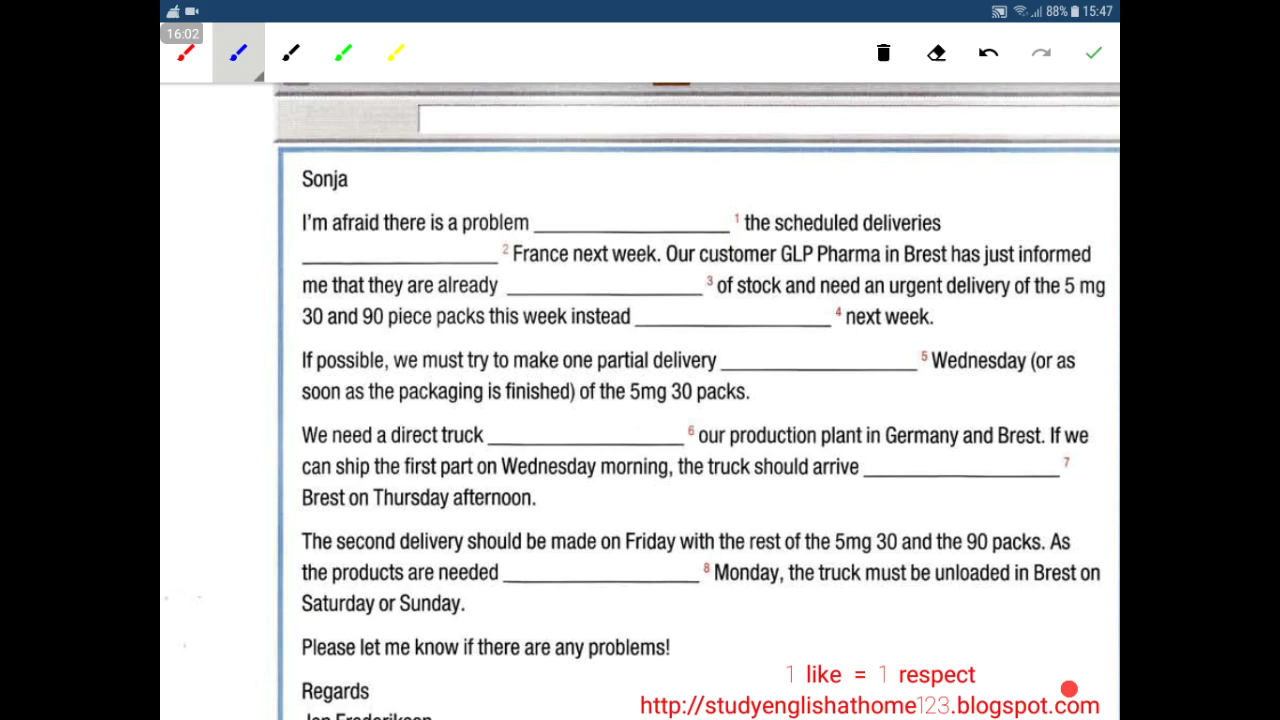 88% 15:47
16:02
Sonja
I'm afraid there is a problem ____________ 1 the scheduled deliveries
____________ 2 France next week. Our customer GLP Pharma in Brest has just informed
me that they are already ____________ 3 of stock and need an urgent delivery of the 5 mg
30 and 90 piece packs this week instead ____________ 4 next week.
If possible, we must try to make one partial delivery ____________ 5 Wednesday (or as
soon as the packaging is finished) of the 5mg 30 packs.
We need a direct truck ____________ 6 our production plant in Germany and Brest. If we
can ship the first part on Wednesday morning, the truck should arrive ____________ 7
Brest on Thursday afternoon.
The second delivery should be made on Friday with the rest of the 5mg 30 and the 90 packs. As
the products are needed ____________ 8 Monday, the truck must be unloaded in Brest on
Saturday or Sunday.
Please let me know if there are any problems!
Regards
1 like = 1 respect
http://studyenglishathome123.blogspot.com